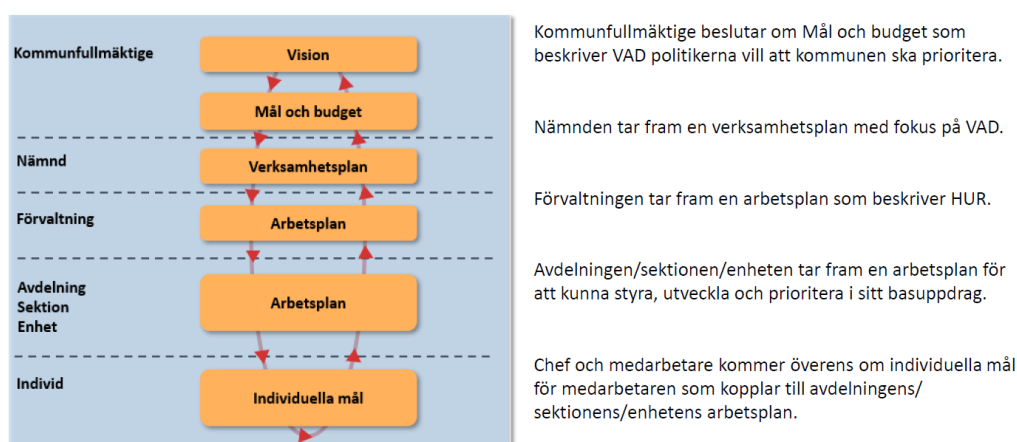 Kommunfullmäktige
Vision
Mål och budget
Kommunfullmäktige beslutar om Mål och budget som
beskriver VAD politikerna vill att kommunen ska prioritera.
Nämnd
Verksamhetsplan
Nämnden tar fram en verksamhetsplan med fokus på VAD.
Förvaltning
Arbetsplan
Förvaltningen tar fram en arbetsplan som beskriver HUR.
Avdelning
Sektion
Enhet
Arbetsplan
Avdelningen/sektionen/enheten tar fram en arbetsplan för
att kunna styra, utveckla och prioritera i sitt basuppdrag.
Individ
Individuella mål
Chef och medarbetare kommer överens om individuella mål
för medarbetaren som kopplar till avdelningens/
sektionens/enhetens arbetsplan.